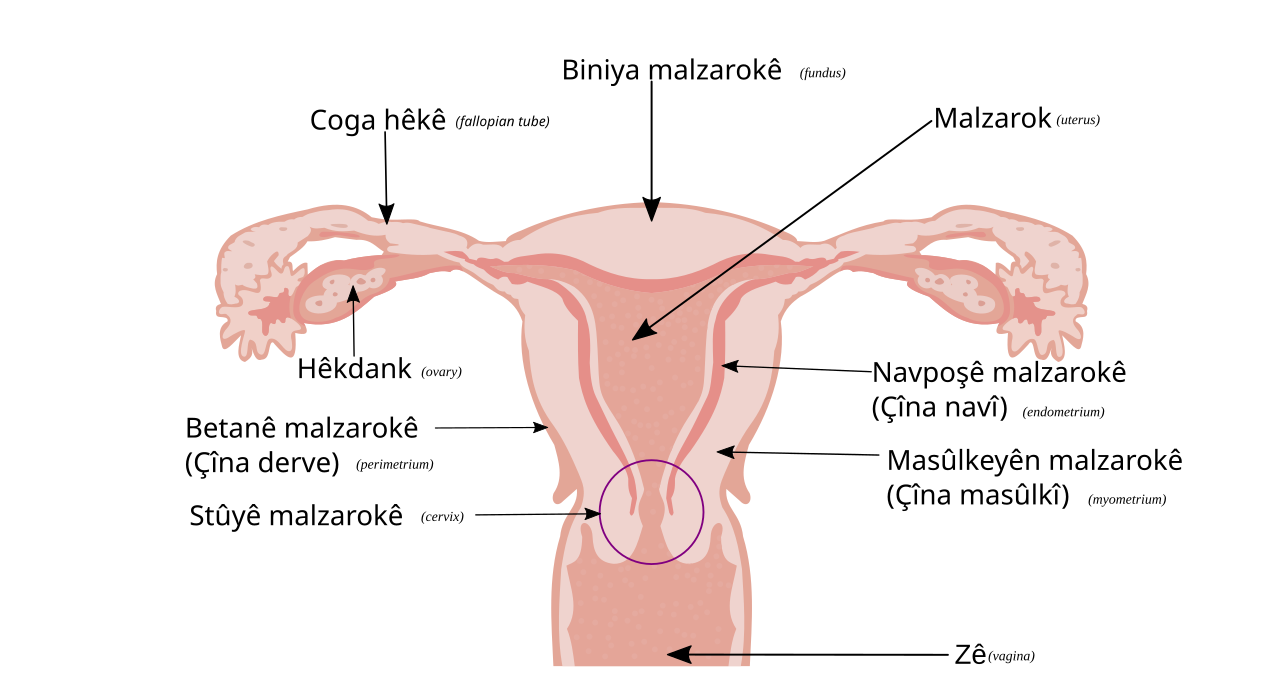 Biniya malzarokê (fundus)
Coga hêkê (fallopian tube)
Malzarok (uterus)
Hêkdank (ovary)
Navpoşê malzarokê
(Çîna navî) (endometrium)
Betanê malzarokê
(Çîna derve) (perimetrium)
Masûlkeyên malzarokê
(Çîna masûlkî) (myometrium)
Stûyê malzarokê (cervix)
Zê (vagina)